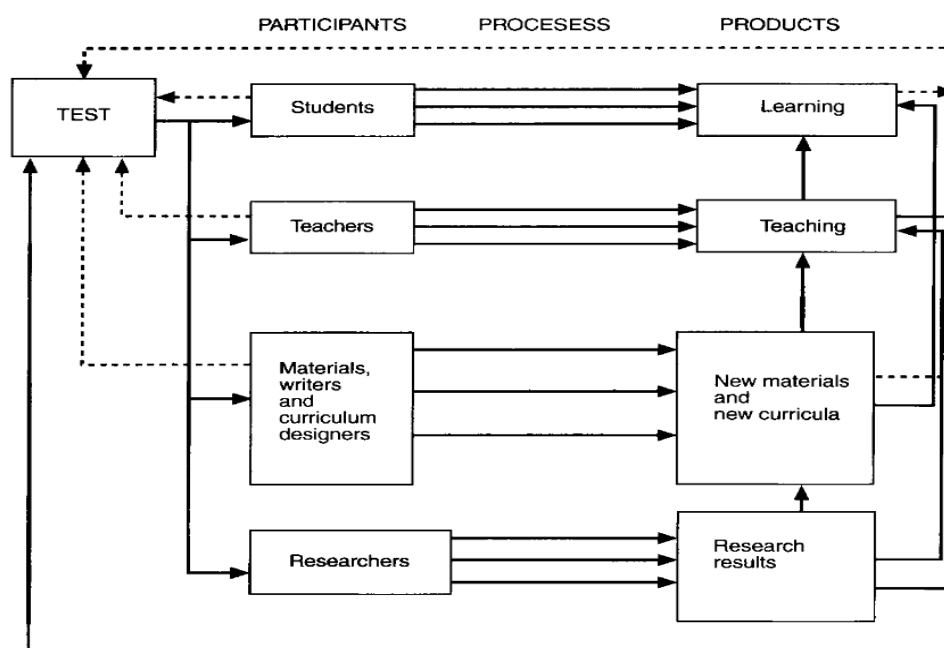 PARTICIPANTS PROCESESS PRODUCTS
TEST
Students
Learning
Teachers
Teaching
Materials,
writers
and
curriculum
designers
New materials
and
new curricula
Researchers
Research
results